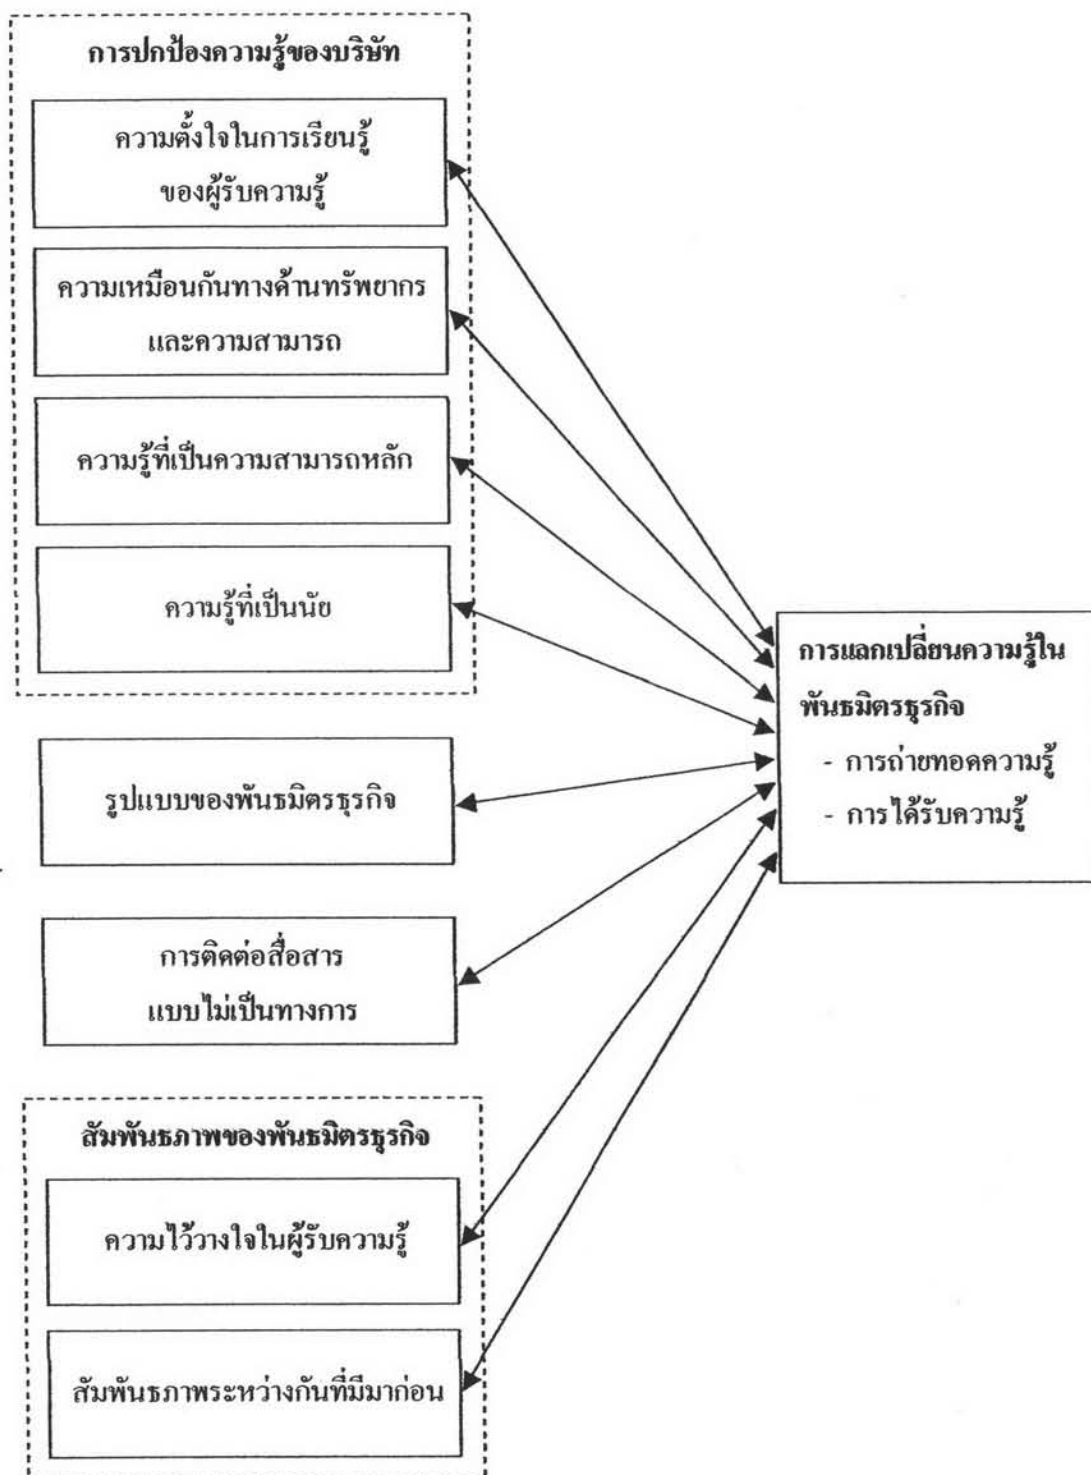 การปกป้องความรู้ของบริษัท
ความตั้งใจในการเรียนรู้
ของผู้รับความรู้
ความเหมือนกันทางด้านทรัพยากร
และความสามารถ
ความรู้ที่เป็นความสามารถหลัก
ความรู้ที่เป็นนัย
รูปแบบของพันธมิตรธุรกิจ
การติดต่อสื่อสาร
แบบไม่เป็นทางการ
สัมพันธภาพของพันธมิตรธุรกิจ
ความไว้วางใจในผู้รับความรู้
สัมพันธภาพระหว่างกันที่มีมาก่อน
การแลกเปลี่ยนความรู้ใน
พันธมิตรธุรกิจ
- การถ่ายทอดความรู้
- การได้รับความรู้